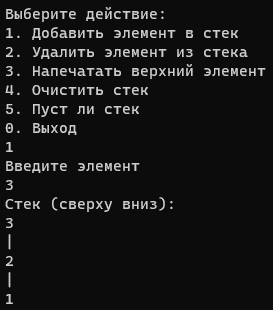 Выберите действие:
1. Добавить элемент в стек
2. Удалить элемент из стека
3. Напечатать верхний элемент
4. Очистить стек
5. Пуст ли стек
0. Выход
1
Введите элемент
3
Стек (сверху вниз):
3
|
2
|
1